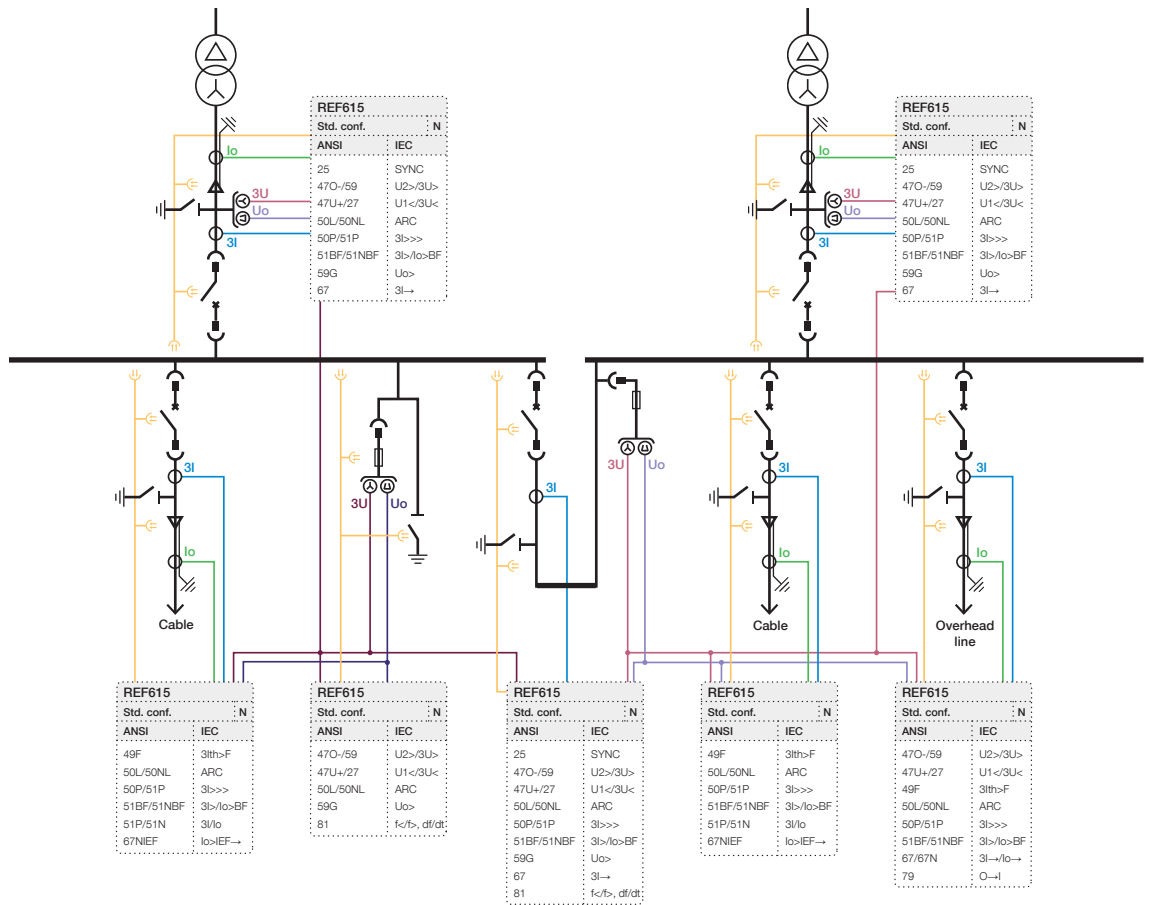 REF615
Std. conf. N
ANSI IEC
25 SYNC
47O-/59 U2>/3U>
47U+/27 U1</3U<
50L/50NL ARC
50P/51P 3I>>>
51BF/51NBF 3I>/Io>BF
59G Uo>
67 3I→
Io
3U
Uo
3I
REF615
Std. conf. N
ANSI IEC
25 SYNC
47O-/59 U2>/3U>
47U+/27 U1</3U<
50L/50NL ARC
50P/51P 3I>>>
51BF/51NBF 3I>/Io>BF
59G Uo>
67 3I→
Io
3U
Uo
3I
3I
Io
Cable
3U Uo
3I
3U Uo
3I
Io
Cable
3I
Io
Overhead
line
REF615
Std. conf. N
ANSI IEC
49F 3Ith>F
50L/50NL ARC
50P/51P 3I>>>
51BF/51NBF 3I>/Io>BF
51P/51N 3I/Io
67NIEF Io>IEF→
REF615
Std. conf. N
ANSI IEC
47O-/59 U2>/3U>
47U+/27 U1</3U<
50L/50NL ARC
59G Uo>
81 f</f>, df/dt
REF615
Std. conf. N
ANSI IEC
25 SYNC
47O-/59 U2>/3U>
47U+/27 U1</3U<
50L/50NL ARC
50P/51P 3I>>>
51BF/51NBF 3I>/Io>BF
59G Uo>
67 3I→
81 f</f>, df/dt
REF615
Std. conf. N
ANSI IEC
49F 3Ith>F
50L/50NL ARC
50P/51P 3I>>>
51BF/51NBF 3I>/Io>BF
51P/51N 3I/Io
67NIEF Io>IEF→
REF615
Std. conf. N
ANSI IEC
47O-/59 U2>/3U>
47U+/27 U1</3U<
49F 3Ith>F
50L/50NL ARC
50P/51P 3I>>>
51BF/51NBF 3I>/Io>BF
67/67N 3I→/Io→
79 O→I